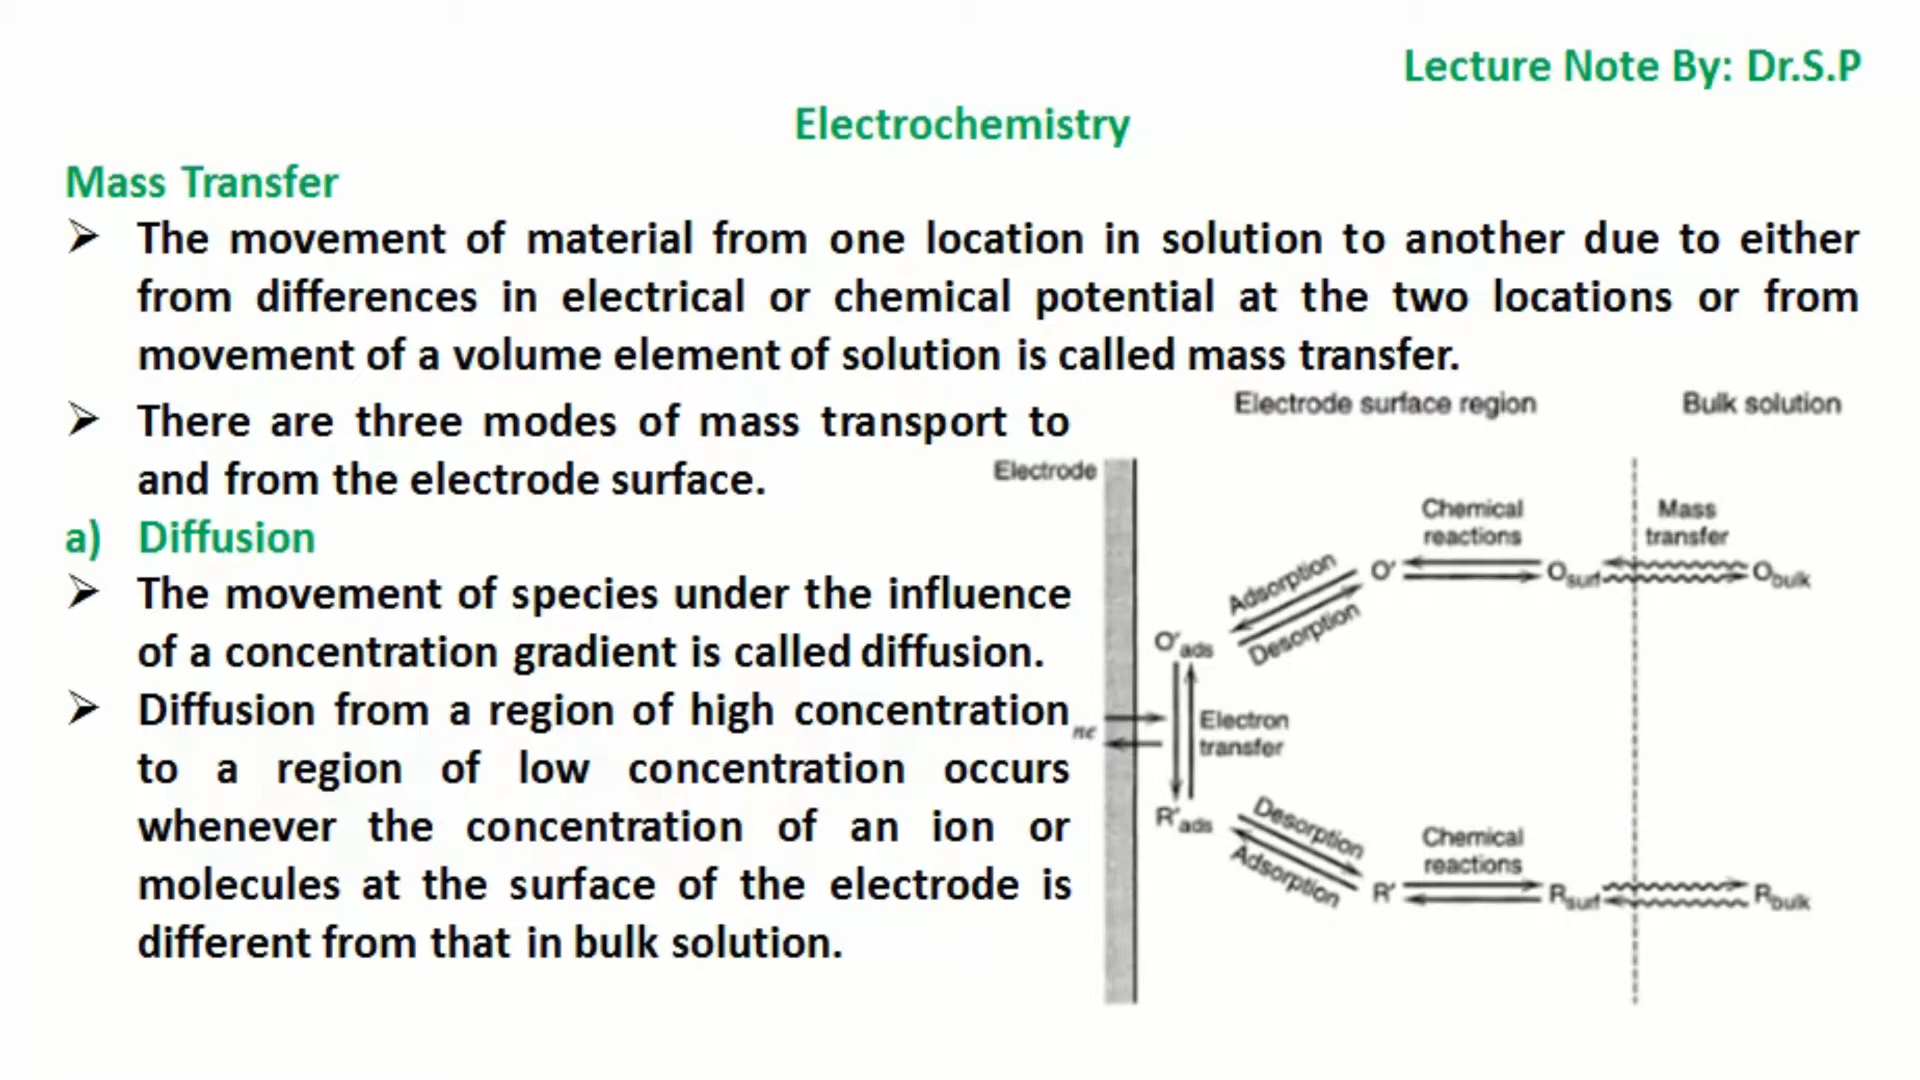 Lecture Note By: Dr.S.P
Electrochemistry
Mass Transfer
➢ The movement of material from one location in solution to another due to either
from differences in electrical or chemical potential at the two locations or from
movement of a volume element of solution is called mass transfer.
➢ There are three modes of mass transport to
and from the electrode surface.
a) Diffusion
➢ The movement of species under the influence
of a concentration gradient is called diffusion.
➢ Diffusion from a region of high concentration
to a region of low concentration occurs
whenever the concentration of an ion or
molecules at the surface of the electrode is
different from that in bulk solution.
Electrode surface region
Bulk solution
Electrode
Chemical
reactions
Mass
transfer
Adsorption
Desorption
O'
Osurf
Obulk
O'ads
ne
Electron
transfer
R'ads
Desorption
Adsorption
Chemical
reactions
R'
Rsurf
Rbulk